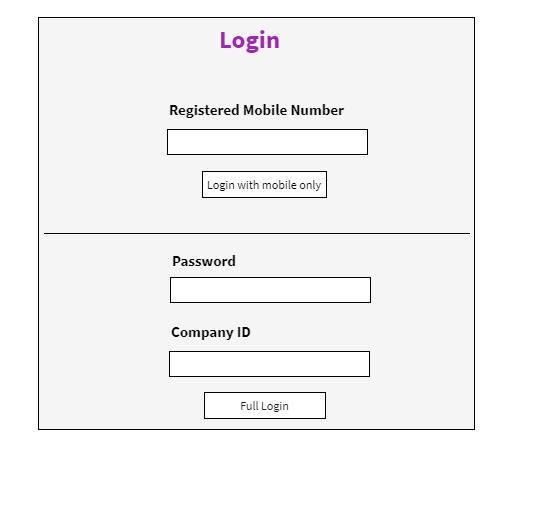 Login
Registered Mobile Number
Login with mobile only
Password
Company ID
Full Login